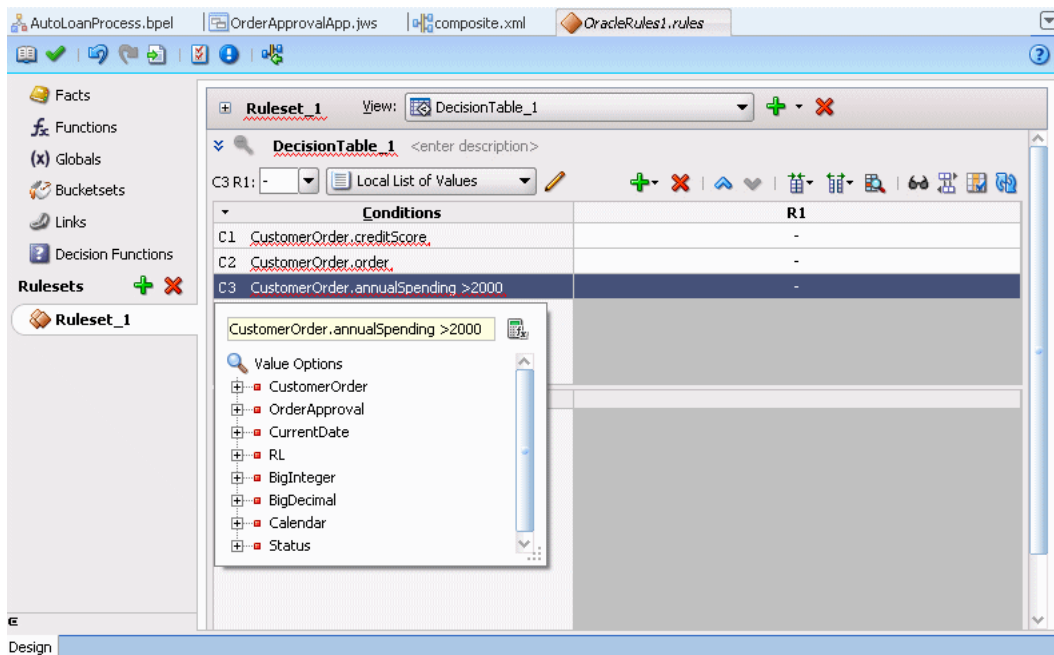 AutoLoanProcess.bpel OrderApprovalApp.jws composite.xml OracleRules1.rules
Facts
Functions
(x) Globals
Bucketsets
Links
Decision Functions
Rulesets
Ruleset_1
Ruleset_1 View: DecisionTable_1
DecisionTable_1 <enter description>
C3 R1: - Local List of Values
Conditions R1
C1 CustomerOrder.creditScore -
C2 CustomerOrder.order -
C3 CustomerOrder.annualSpending >2000 -
CustomerOrder.annualSpending >2000
Value Options
CustomerOrder
OrderApproval
CurrentDate
RL
BigInteger
BigDecimal
Calendar
Status
Design